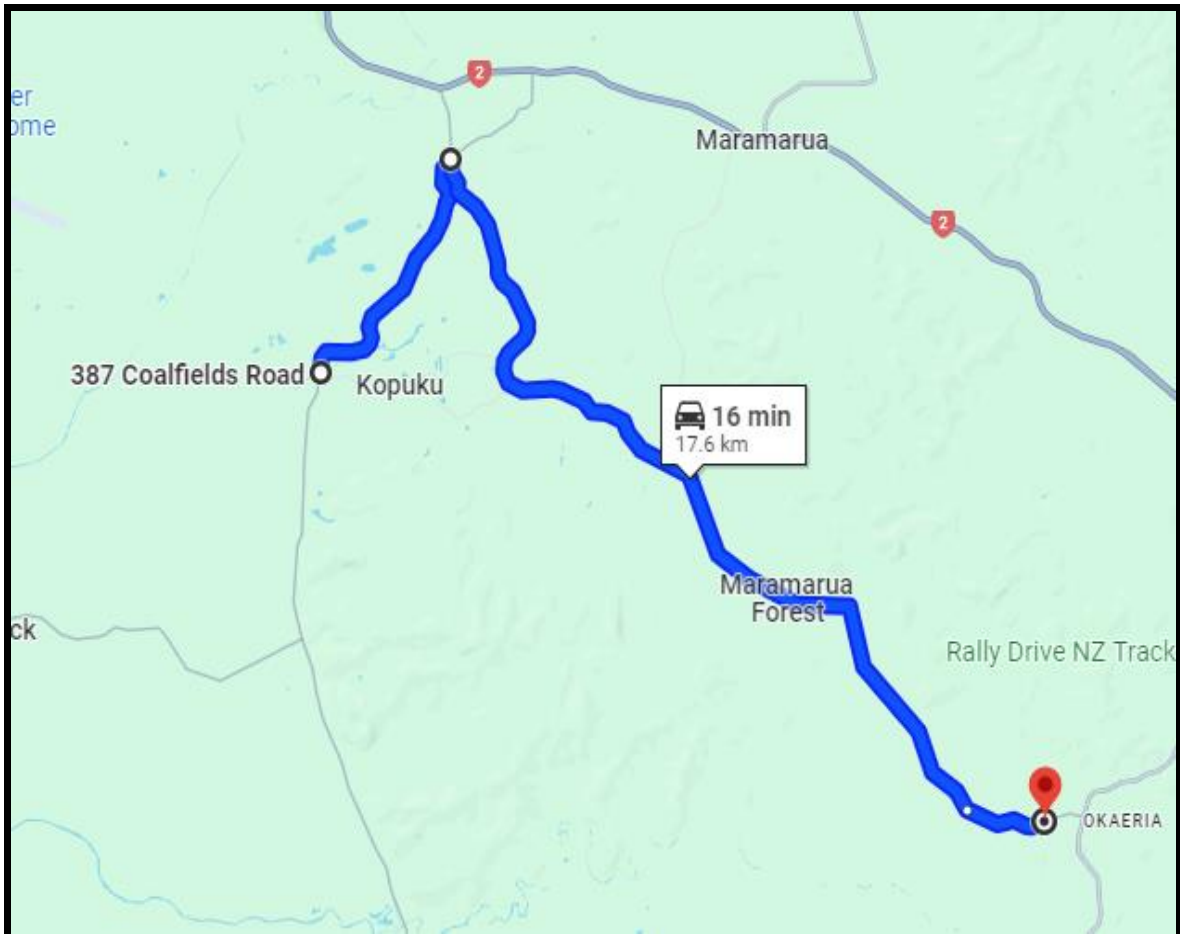 2
er
ome
Maramarua
2
387 Coalfields Road
Kopuku
16 min
17.6 km
Maramarua
Forest
ck
Rally Drive NZ Track
OKAERIA